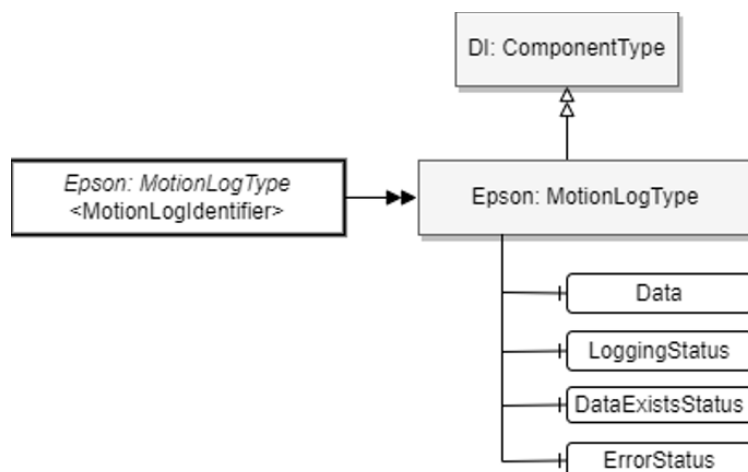 DI: ComponentType
Epson: MotionLogType
<MotionLogIdentifier>
Epson: MotionLogType
Data
LoggingStatus
DataExistsStatus
ErrorStatus